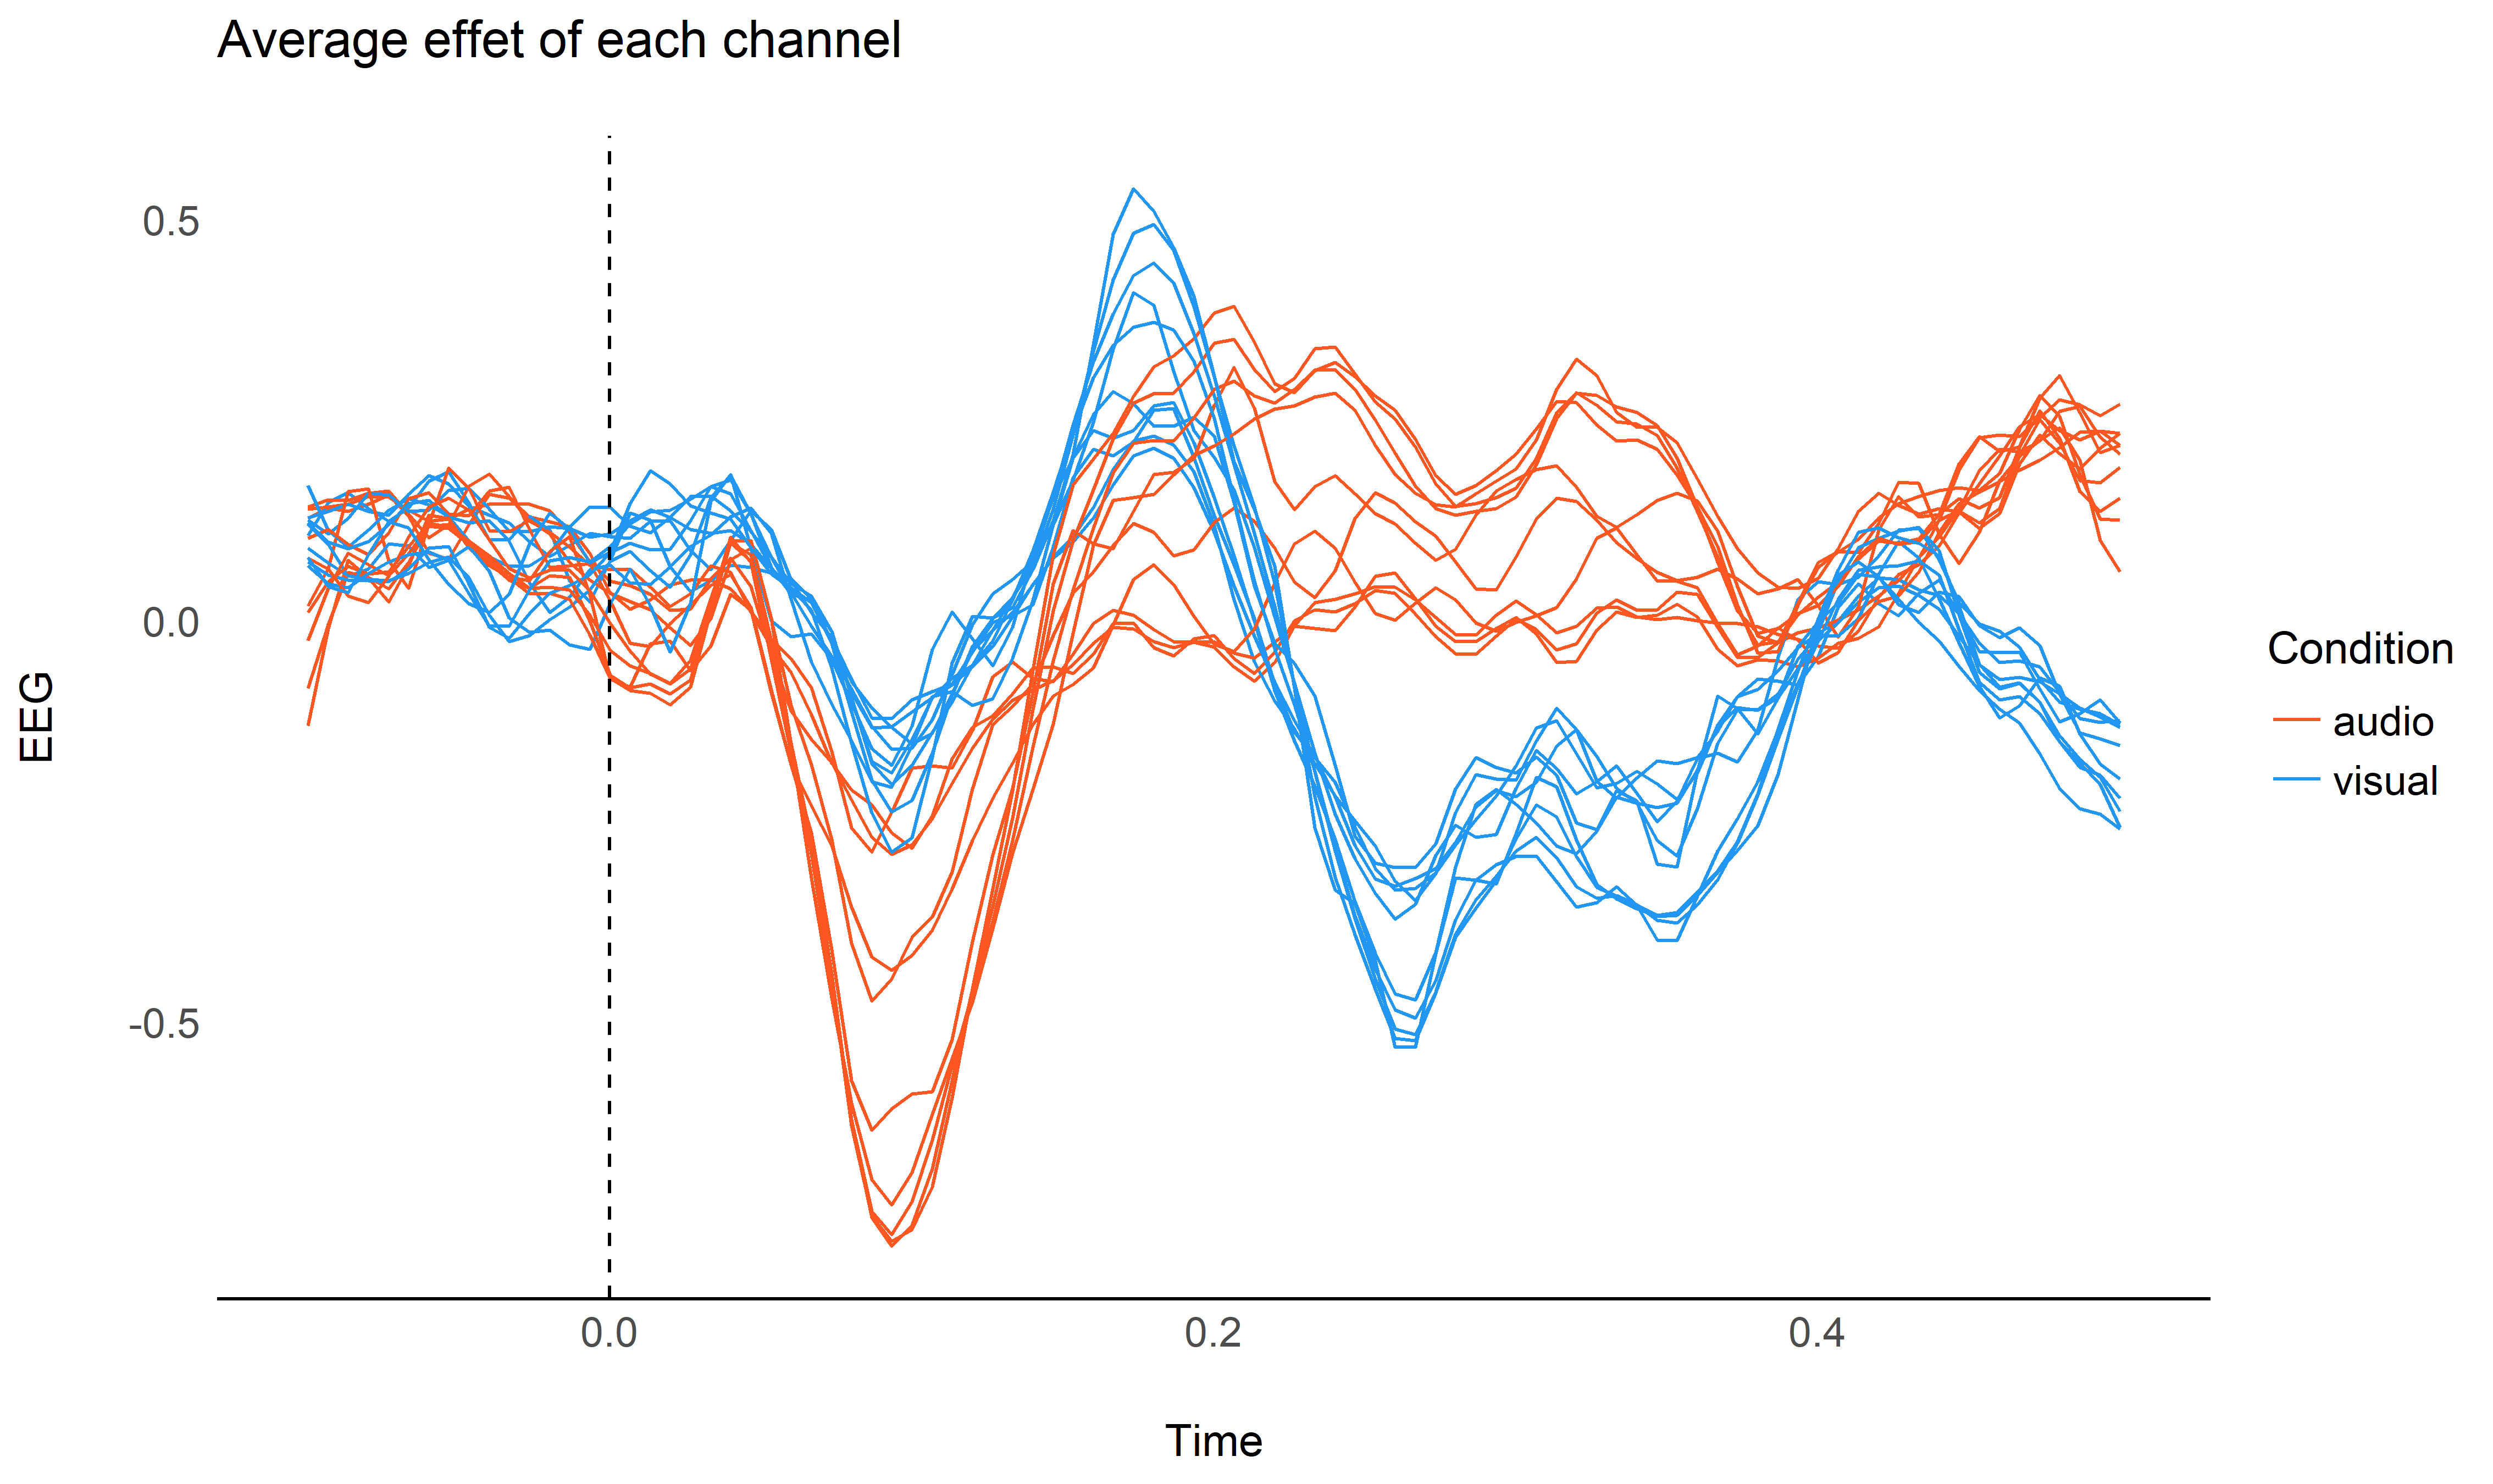 Average effet of each channel
0.5
0.0
-0.5
EEG
0.0
0.2
0.4
Time
Condition
audio
visual